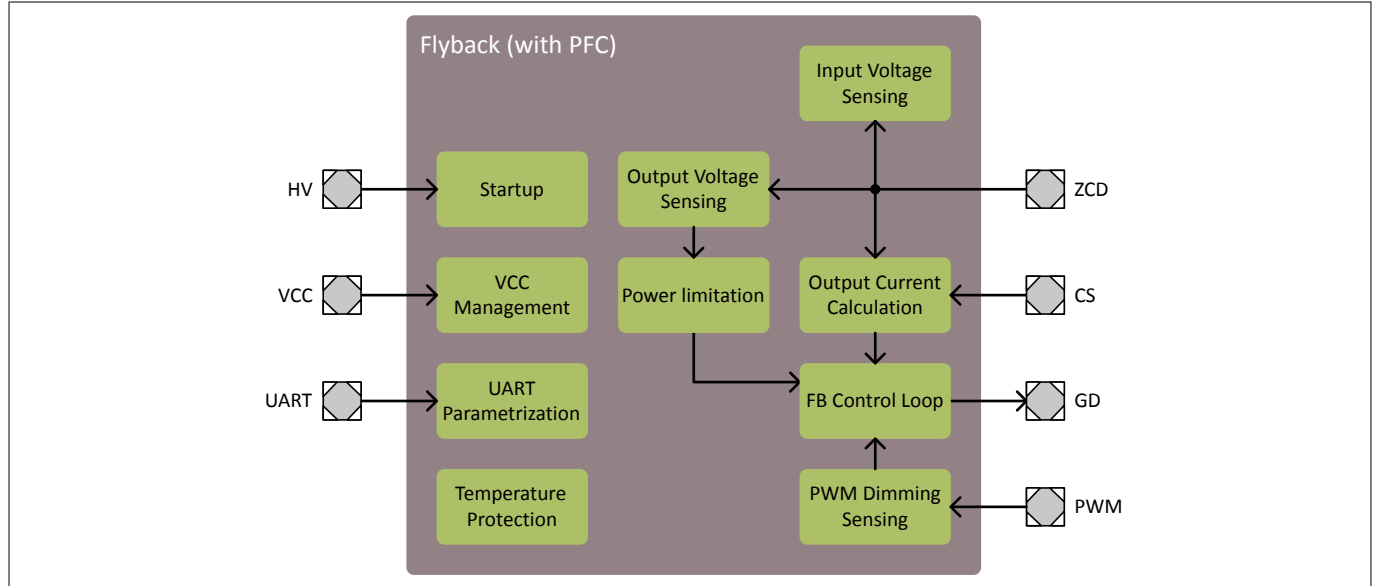 Flyback (with PFC)
Input Voltage
Sensing
HV
Startup
Output Voltage
Sensing
ZCD
VCC
VCC
Management
Power limitation
Output Current
Calculation
CS
UART
UART
Parametrization
FB Control Loop
GD
Temperature
Protection
PWM Dimming
Sensing
PWM